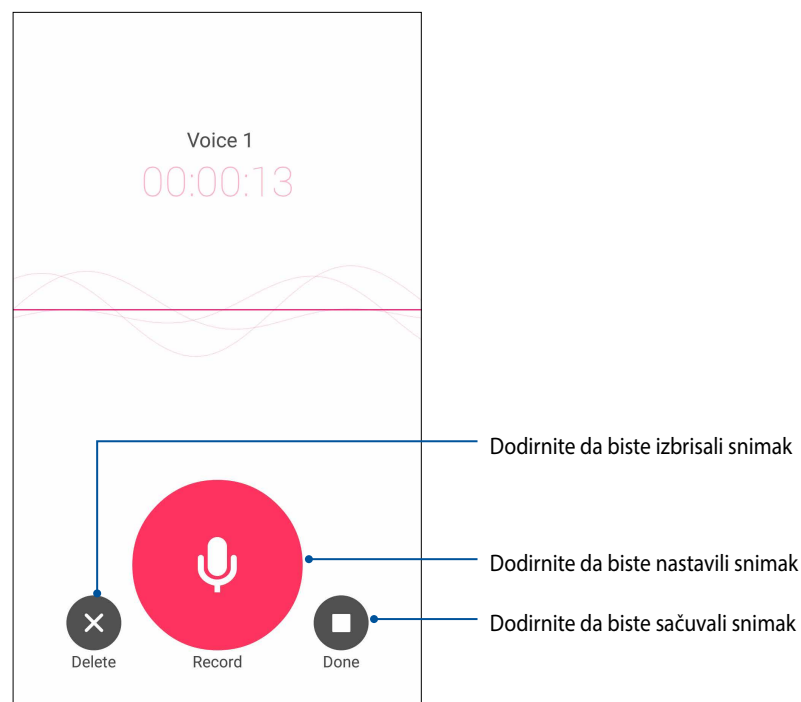 Voice 1
00:00:13
Dodirnite da biste izbrisali snimak
Dodirnite da biste nastavili snimak
Dodirnite da biste sačuvali snimak
Delete
Record
Done